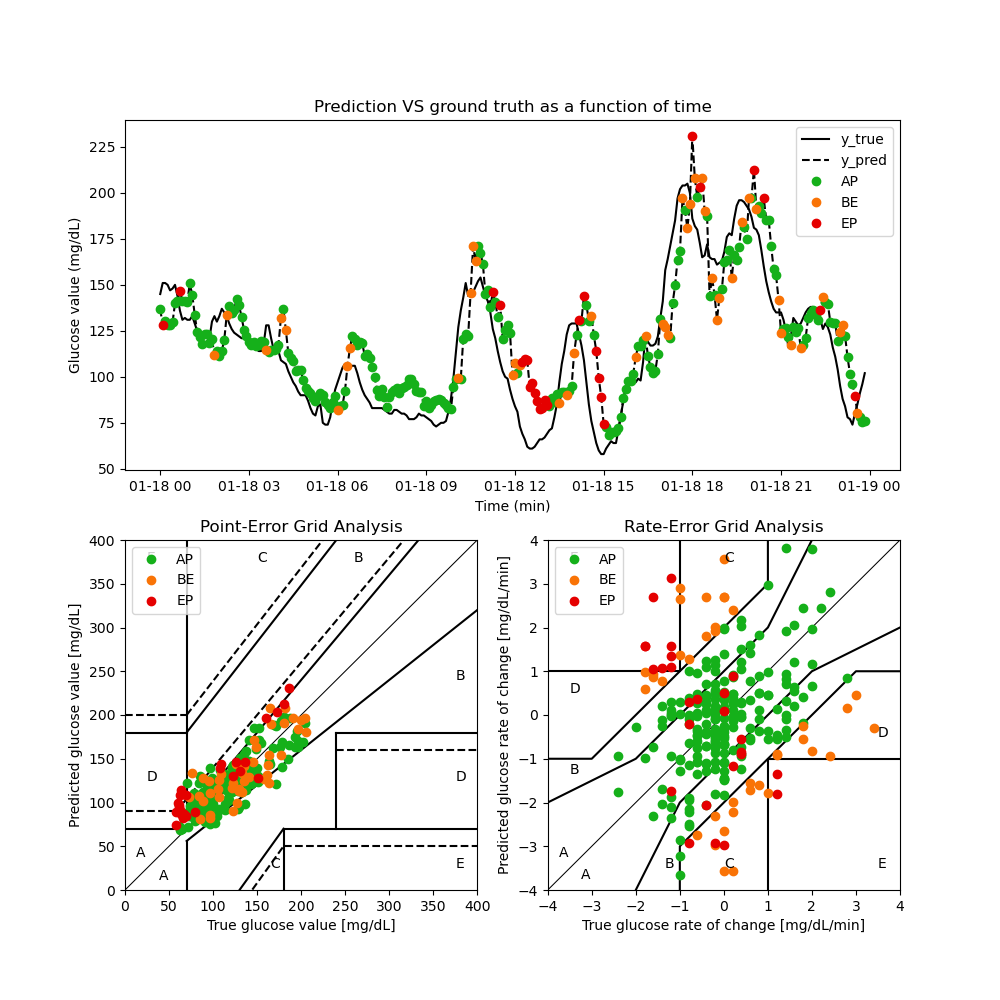 Prediction VS ground truth as a function of time
Glucose value (mg/dL)
225
200
175
150
125
100
75
50
y_true
y_pred
AP
BE
EP
01-18 00 01-18 03 01-18 06 01-18 09 01-18 12 01-18 15 01-18 18 01-18 21 01-19 00
Time (min)
Point-Error Grid Analysis
Predicted glucose value [mg/dL]
400
350
300
250
200
150
100
50
0
AP
BE
EP
C
B
B
D
D
A
A
C
E
0 50 100 150 200 250 300 350 400
True glucose value [mg/dL]
Rate-Error Grid Analysis
Predicted glucose rate of change [mg/dL/min]
4
3
2
1
0
−1
−2
−3
−4
AP
BE
EP
C
D
D
B
A
A
B
C
E
−4 −3 −2 −1 0 1 2 3 4
True glucose rate of change [mg/dL/min]